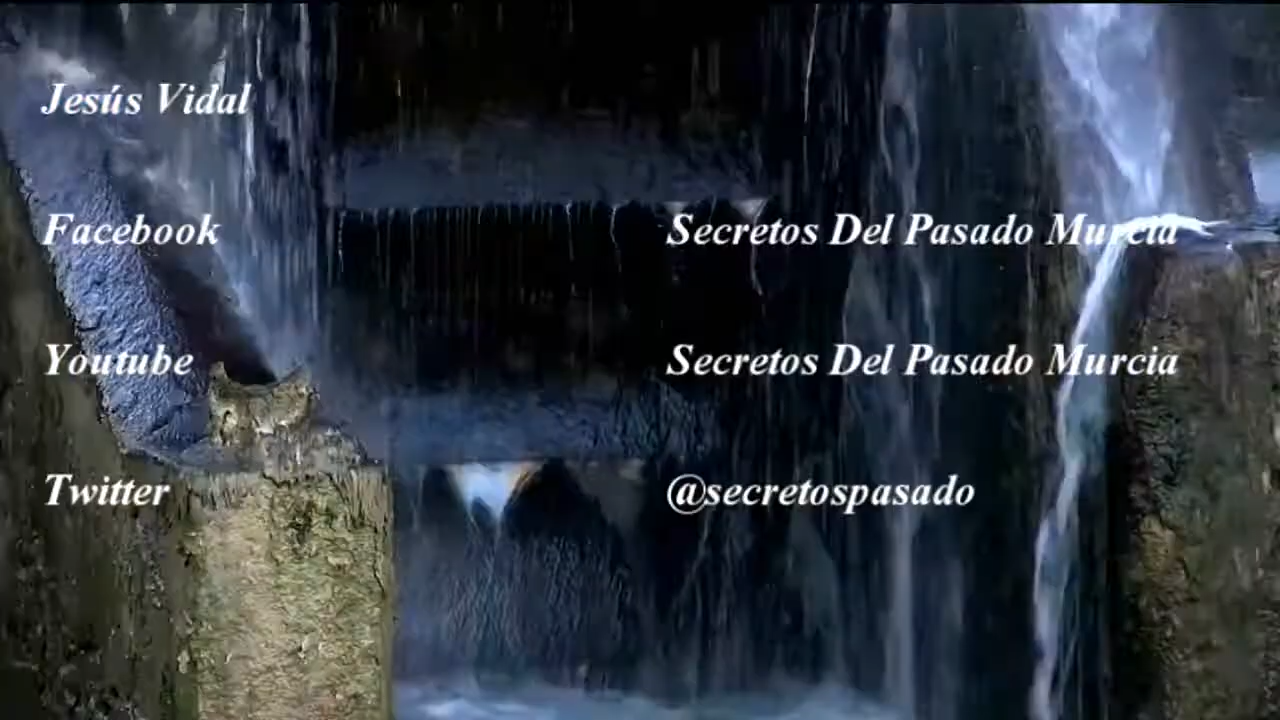 Jesús Vidal
Facebook Secretos Del Pasado Murcia
Youtube Secretos Del Pasado Murcia
Twitter @secretospasado